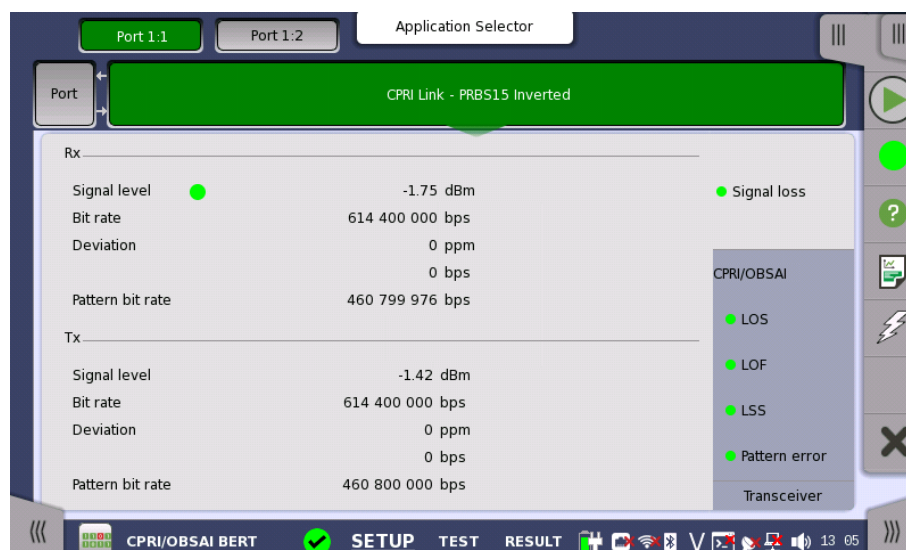 Port 1:1
Port 1:2
Application Selector
Port
CPRI Link - PRBS15 Inverted
Rx
Signal level -1.75 dBm
Signal loss
Bit rate 614 400 000 bps
Deviation 0 ppm
0 bps
CPRI/OBSAI
Pattern bit rate 460 799 976 bps
LOS
Tx
LOF
Signal level -1.42 dBm
Bit rate 614 400 000 bps
LSS
Deviation 0 ppm
0 bps
Pattern error
Pattern bit rate 460 800 000 bps
Transceiver
CPRI/OBSAI BERT SETUP TEST RESULT V 13 05